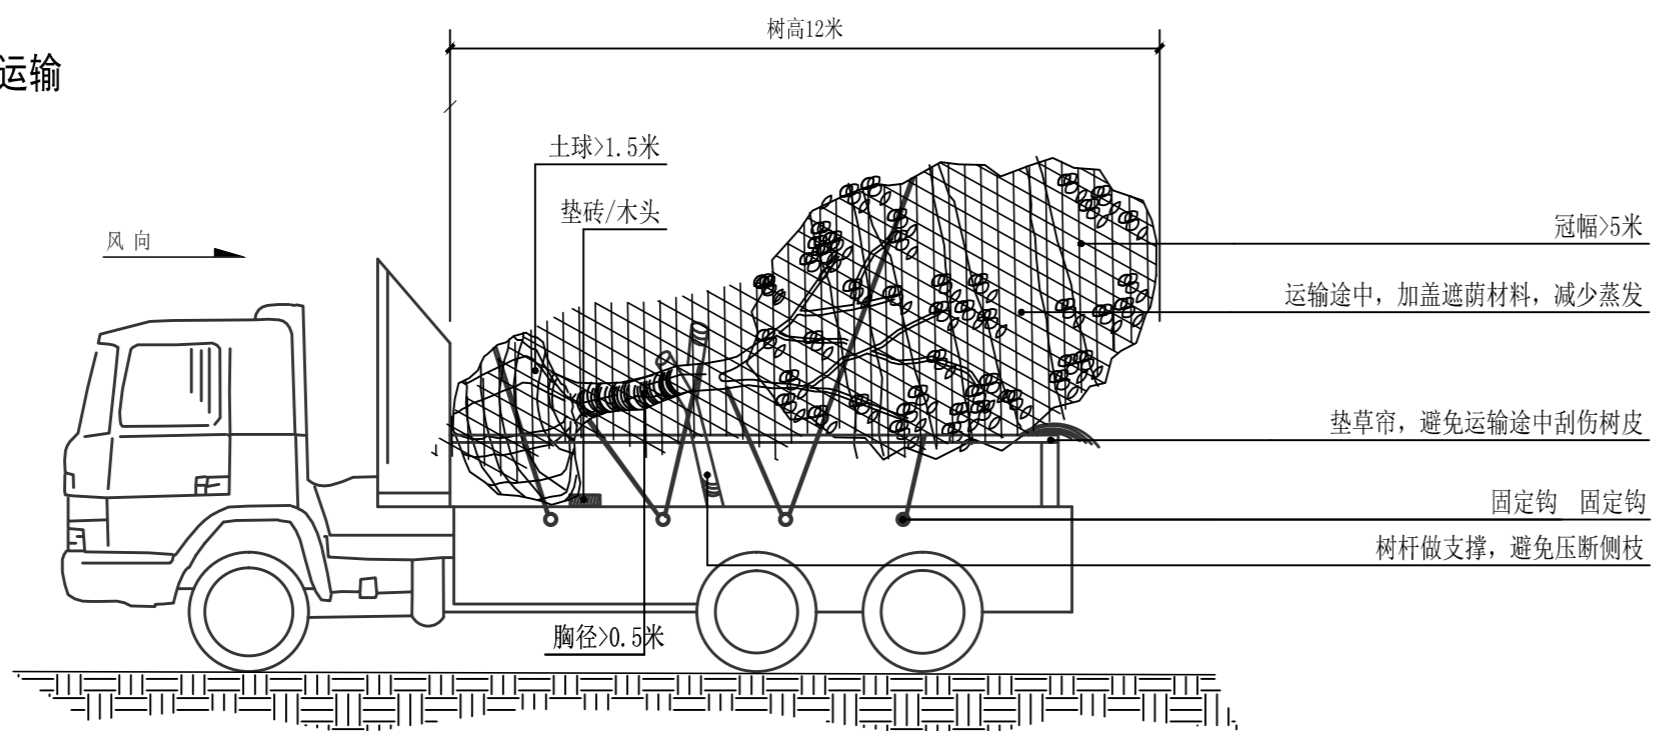 树高12米
运输
土球>1.5米
垫砖/木头
风向
冠幅>5米
运输途中，加盖遮荫材料，减少蒸发
垫草帘，避免运输途中刮伤树皮
固定钩 固定钩
树杆做支撑，避免压断侧枝
胸径>0.5米